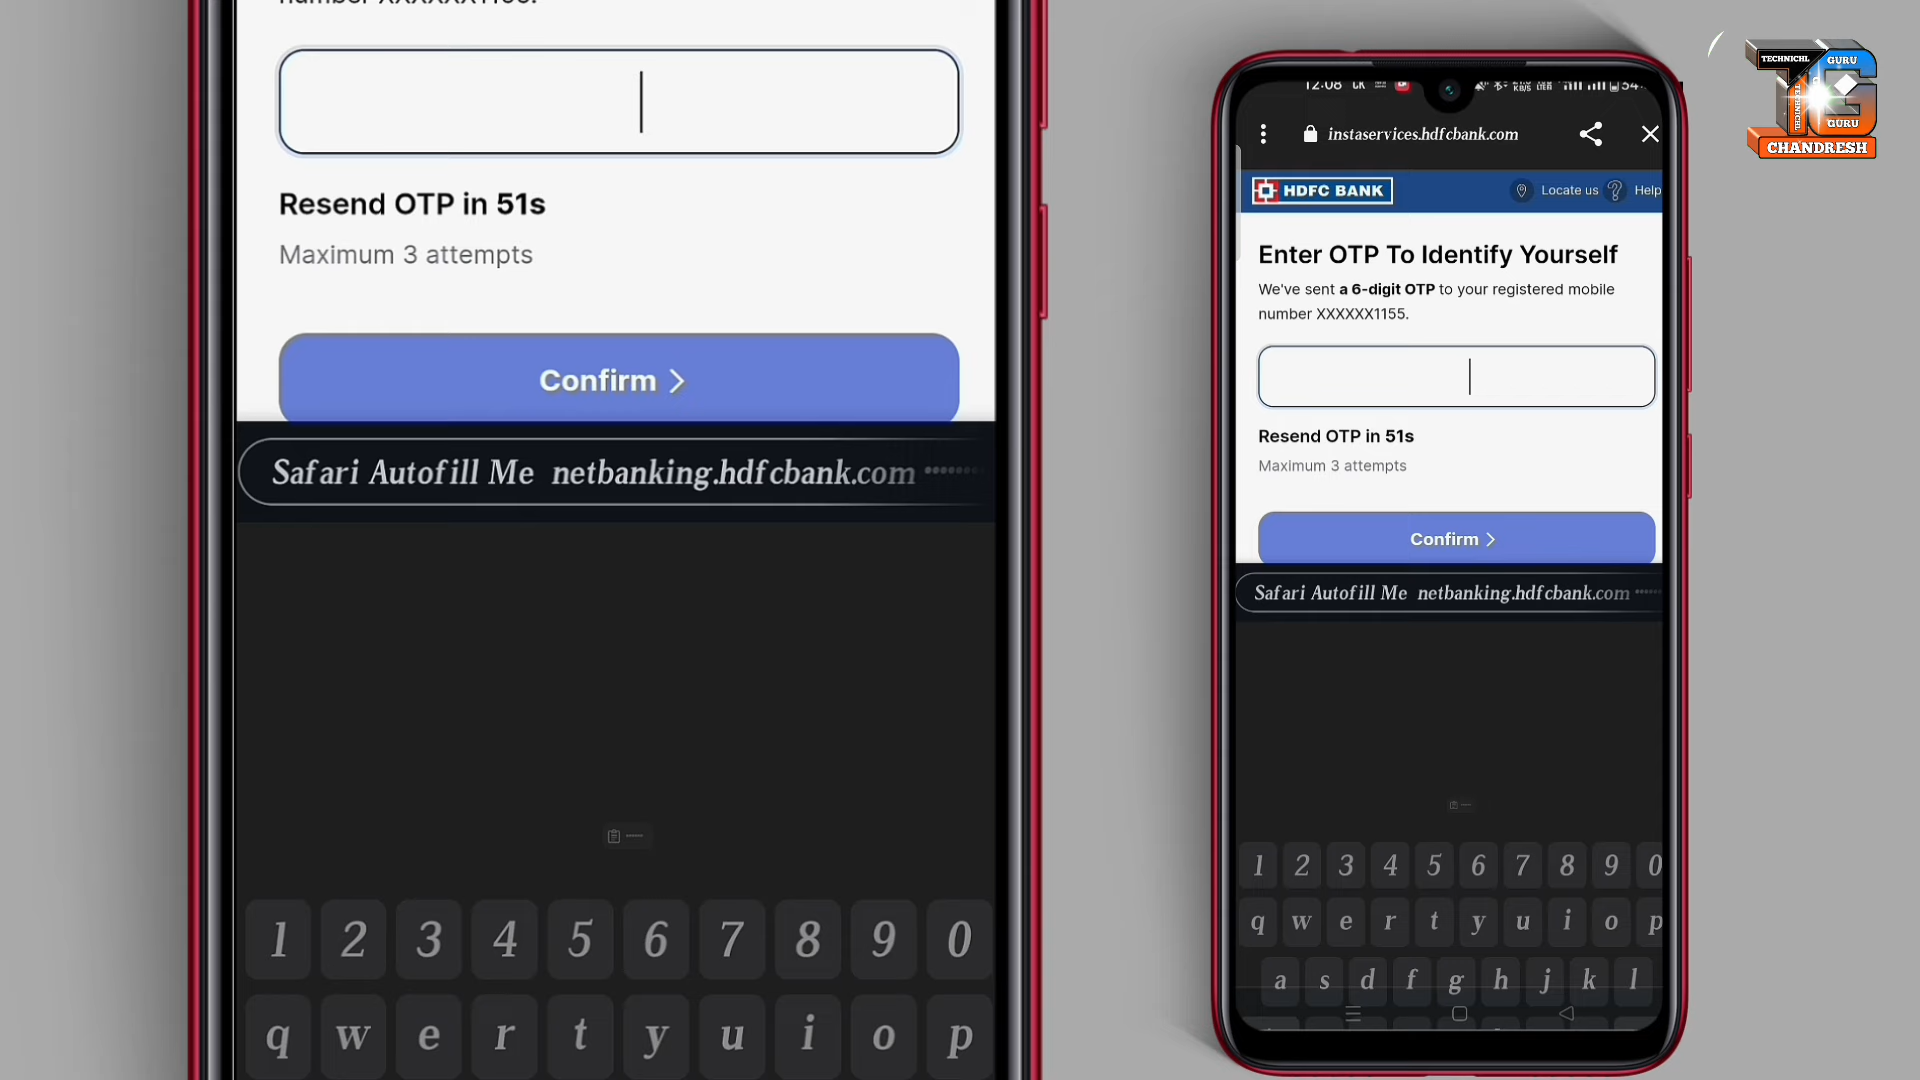 Resend OTP in 51s
Maximum 3 attempts
Confirm
Safari Autofill Me netbanking.hdfcbank.com
1 2 3 4 5 6 7 8 9 0
q w e r t y u i o p
12:08
instaservices.hdfcbank.com
HDFC BANK Locate us Help
Enter OTP To Identify Yourself
We've sent a 6-digit OTP to your registered mobile
number XXXXXX1155.
Resend OTP in 51s
Maximum 3 attempts
Confirm
Safari Autofill Me netbanking.hdfcbank.com
1 2 3 4 5 6 7 8 9 0
q w e r t y u i o p
a s d f g h j k l
TECHNICHL GURU
TECHNICHL
GURU
CHANDRESH